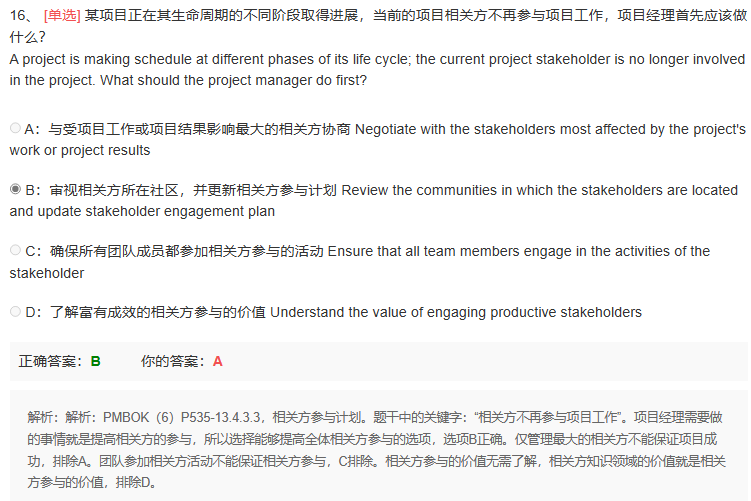 16、 [单选] 某项目正在其生命周期的不同阶段取得进展，当前的项目相关方不再参与项目工作，项目经理首先应该做
什么？
A project is making schedule at different phases of its life cycle; the current project stakeholder is no longer involved
in the project. What should the project manager do first?
A：与受项目工作或项目结果影响最大的相关方协商 Negotiate with the stakeholders most affected by the project's
work or project results
B：审视相关方所在社区，并更新相关方参与计划 Review the communities in which the stakeholders are located
and update stakeholder engagement plan
C：确保所有团队成员都参加相关方参与的活动 Ensure that all team members engage in the activities of the
stakeholder
D：了解富有成效的相关方参与的价值 Understand the value of engaging productive stakeholders
正确答案：B 你的答案：A
解析：解析：PMBOK（6）P535-13.4.3.3，相关方参与计划。题干中的关键字：“相关方不再参与项目工作”。项目经理需要做
的事情就是提高相关方的参与，所以选择能够提高全体相关方参与的选项，选项B正确。仅管理最大的相关方不能保证项目成
功，排除A。团队参加相关方活动不能保证相关方参与，C排除。相关方参与的价值无需了解，相关方知识领域的价值就是相关
方参与的价值，排除D。